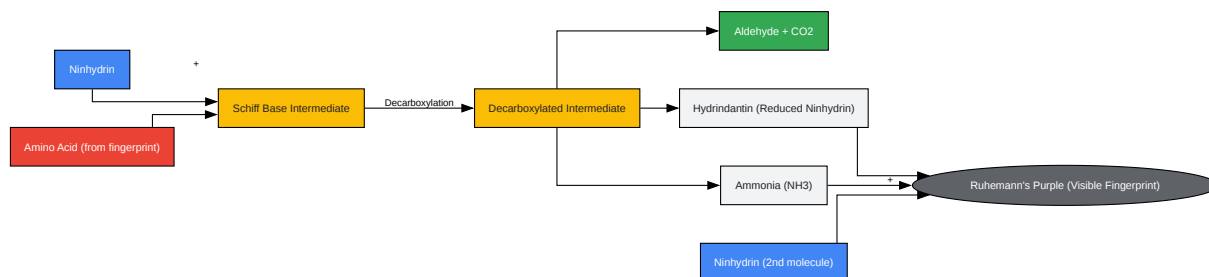 Aldehyde + CO2
Ninhydrin
+
Schiff Base Intermediate
Decarboxylation
Decarboxylated Intermediate
Hydrindantin (Reduced Ninhydrin)
Amino Acid (from fingerprint)
Ammonia (NH3)
+
Ruhemann's Purple (Visible Fingerprint)
Ninhydrin (2nd molecule)